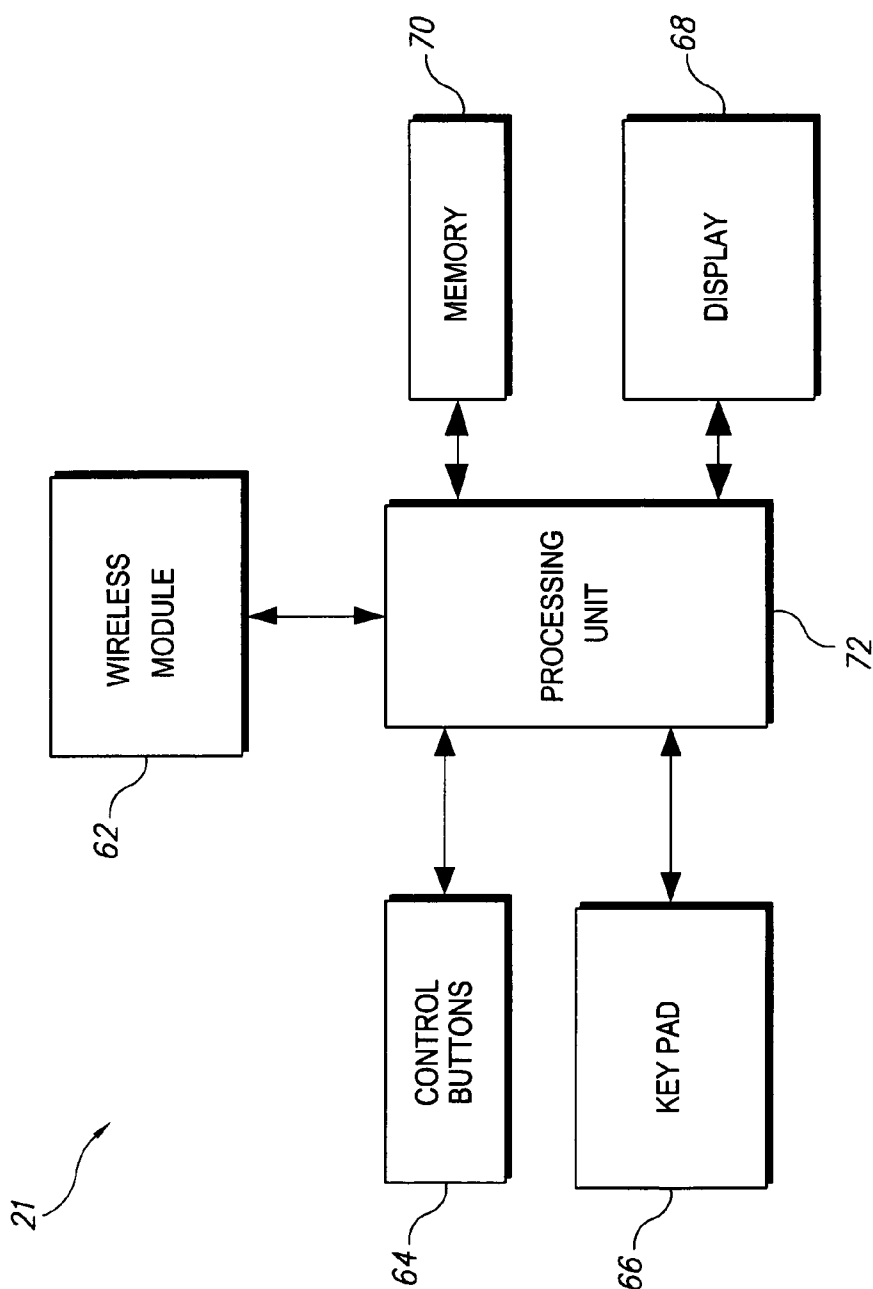 21
62
WIRELESS
MODULE
64
CONTROL
BUTTONS
66
KEY PAD
PROCESSING
UNIT
72
MEMORY
70
DISPLAY
68